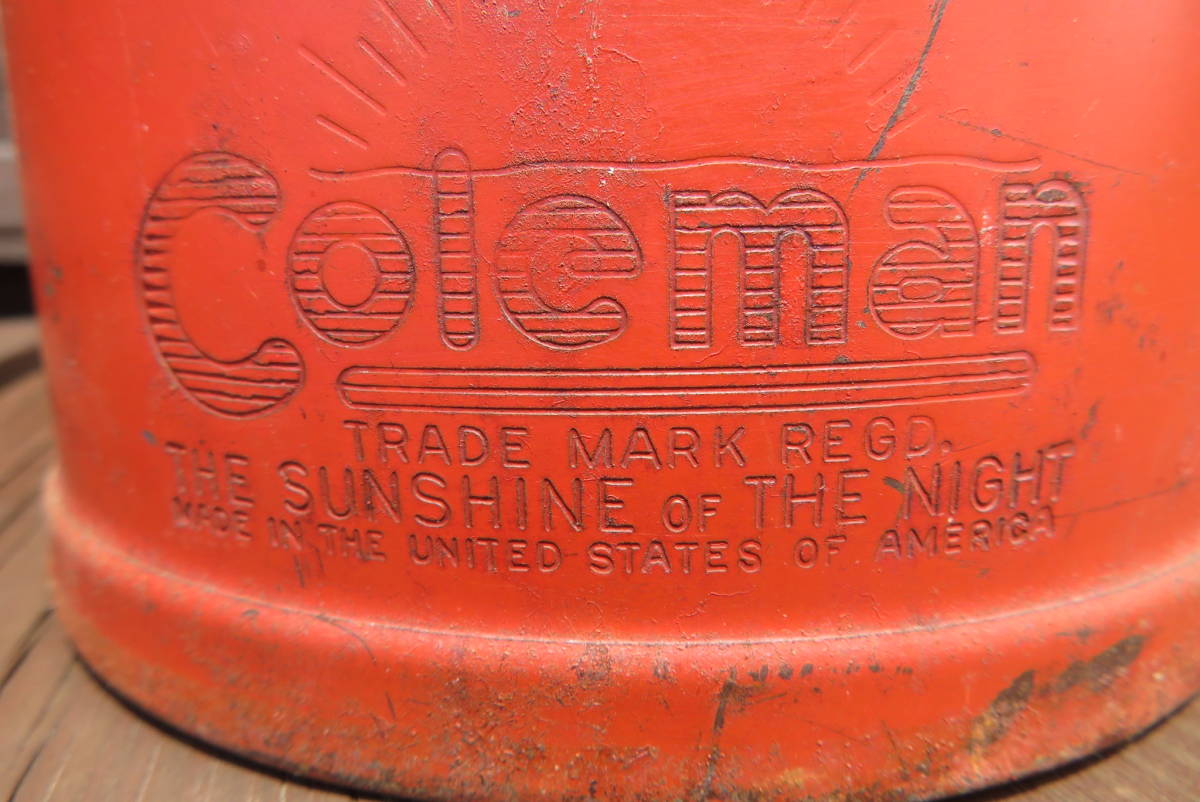 Coleman
TRADE MARK REGD.
THE SUNSHINE OF THE NIGHT
MADE IN THE UNITED STATES OF AMERICA